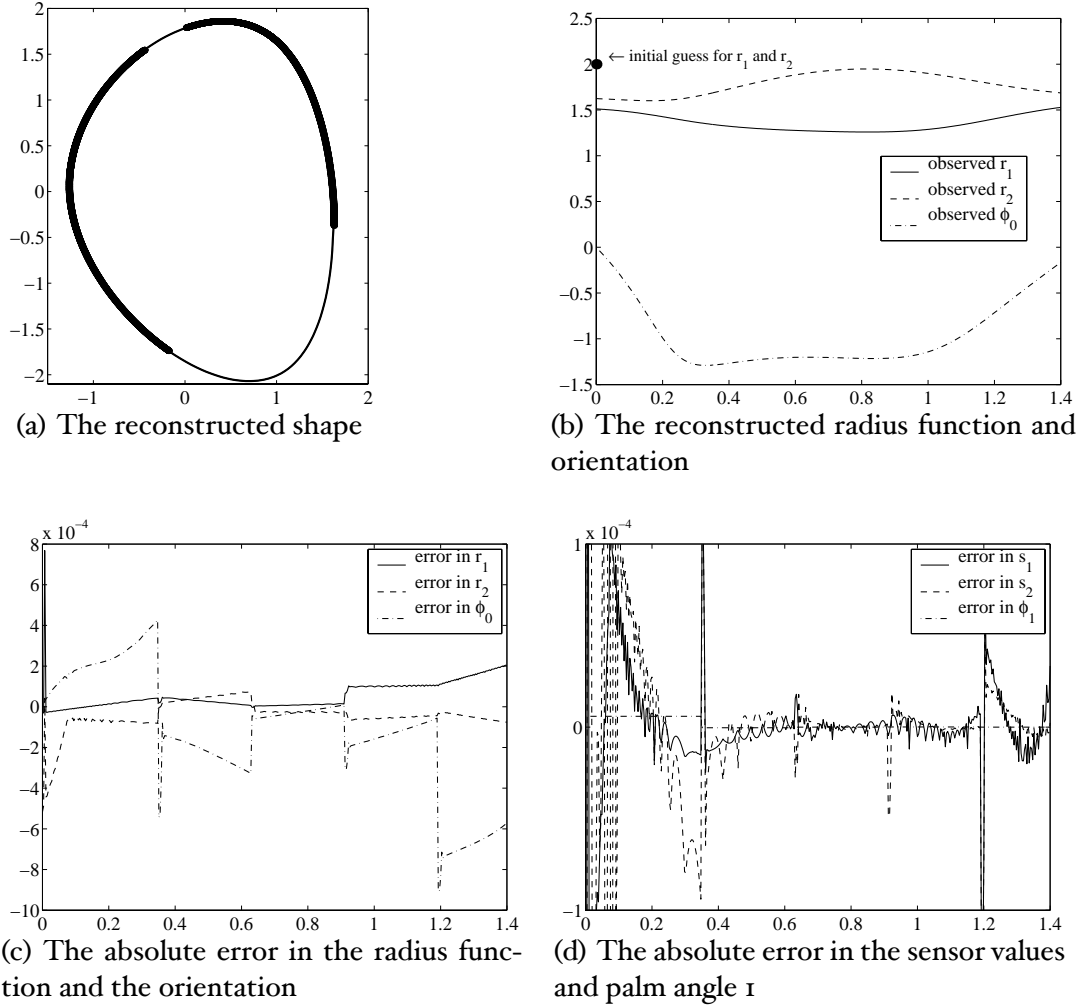 2
1.5
1
0.5
0
−0.5
−1
−1.5
−2
−1 0 1 2
(a) The reconstructed shape
2.5
2
1.5
1
0.5
0
−0.5
−1
−1.5
0 0.2 0.4 0.6 0.8 1 1.2 1.4
← initial guess for r1 and r2
observed r1
observed r2
observed ϕ0
(b) The reconstructed radius function and
orientation
x 10−4
8
6
4
2
0
−2
−4
−6
−8
−10
0 0.2 0.4 0.6 0.8 1 1.2 1.4
error in r1
error in r2
error in ϕ0
(c) The absolute error in the radius func-
tion and the orientation
x 10−4
1
0
−1
0 0.2 0.4 0.6 0.8 1 1.2 1.4
error in s1
error in s2
error in ϕ1
(d) The absolute error in the sensor values
and palm angle 1